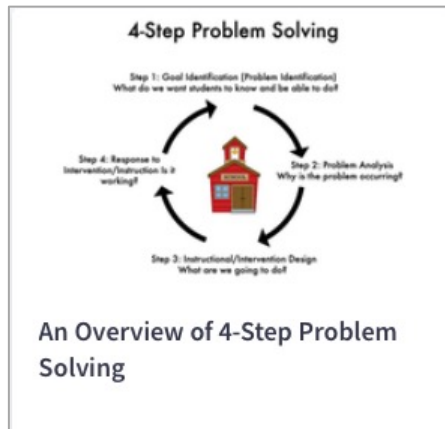 4-Step Problem Solving
Step 1: Goal Identification (Problem Identification)
What do we want students to know and be able to do?
Step 2: Problem Analysis
Why is the problem occurring?
Step 3: Instructional/Intervention Design
What are we going to do?
Step 4: Response to
Intervention/Instruction Is it
working?
SCHOOL
An Overview of 4-Step Problem
Solving